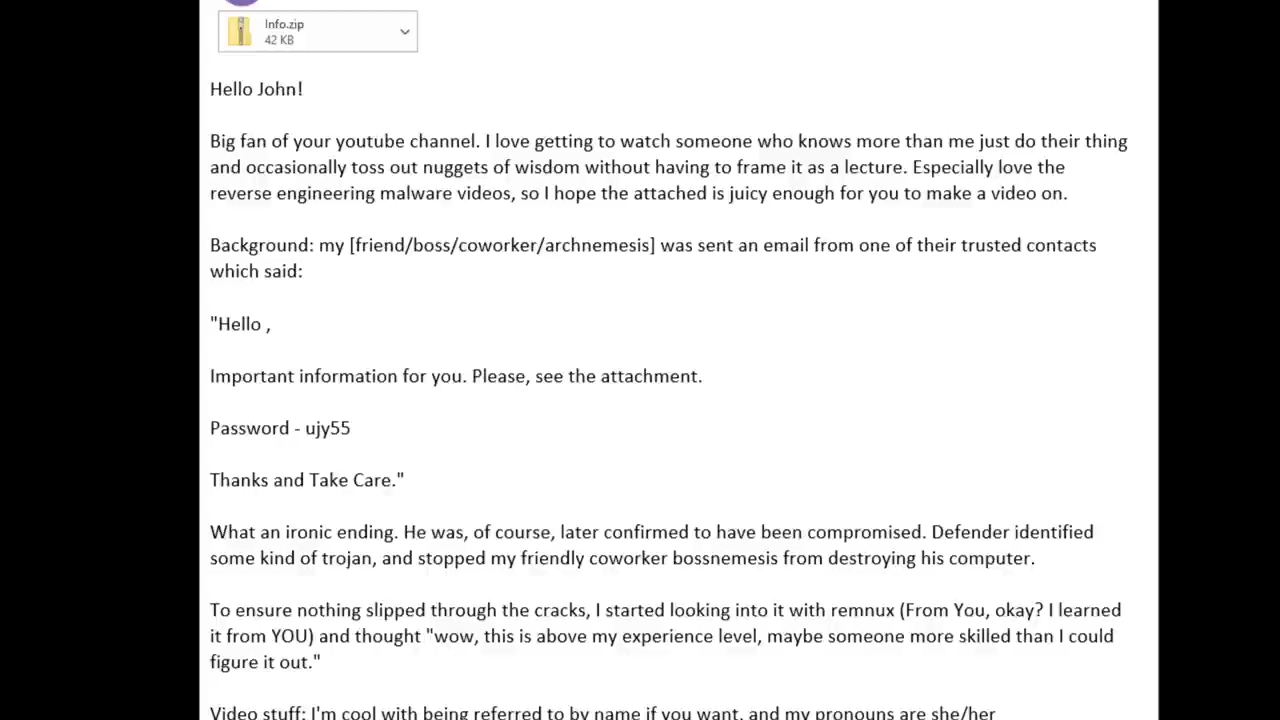 Info.zip
42 KB
Hello John!
Big fan of your youtube channel. I love getting to watch someone who knows more than me just do their thing
and occasionally toss out nuggets of wisdom without having to frame it as a lecture. Especially love the
reverse engineering malware videos, so I hope the attached is juicy enough for you to make a video on.
Background: my [friend/boss/coworker/archnemesis] was sent an email from one of their trusted contacts
which said:
"Hello ,
Important information for you. Please, see the attachment.
Password - ujy55
Thanks and Take Care."
What an ironic ending. He was, of course, later confirmed to have been compromised. Defender identified
some kind of trojan, and stopped my friendly coworker bossnemesis from destroying his computer.
To ensure nothing slipped through the cracks, I started looking into it with remnux (From You, okay? I learned
it from YOU) and thought "wow, this is above my experience level, maybe someone more skilled than I could
figure it out."
Video stuff: I'm cool with being referred to by name if you want, and my pronouns are she/her